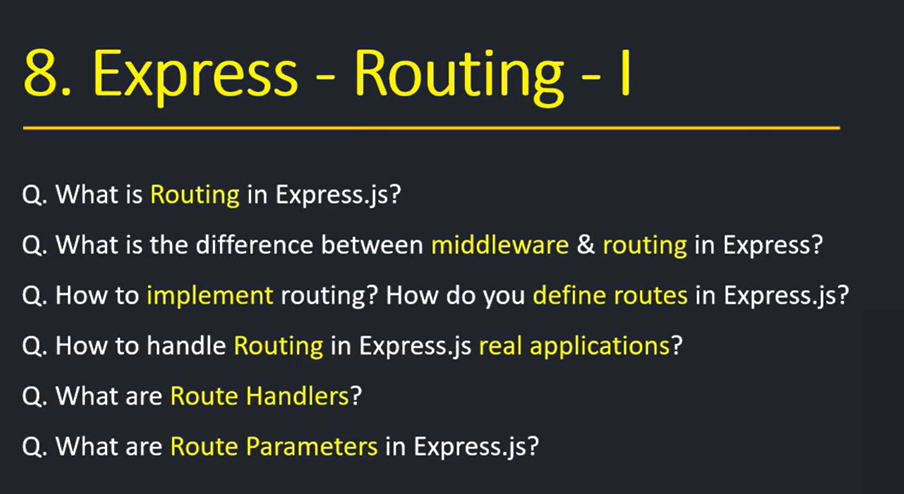 8. Express - Routing - I
Q. What is Routing in Express.js?
Q. What is the difference between middleware & routing in Express?
Q. How to implement routing? How do you define routes in Express.js?
Q. How to handle Routing in Express.js real applications?
Q. What are Route Handlers?
Q. What are Route Parameters in Express.js?